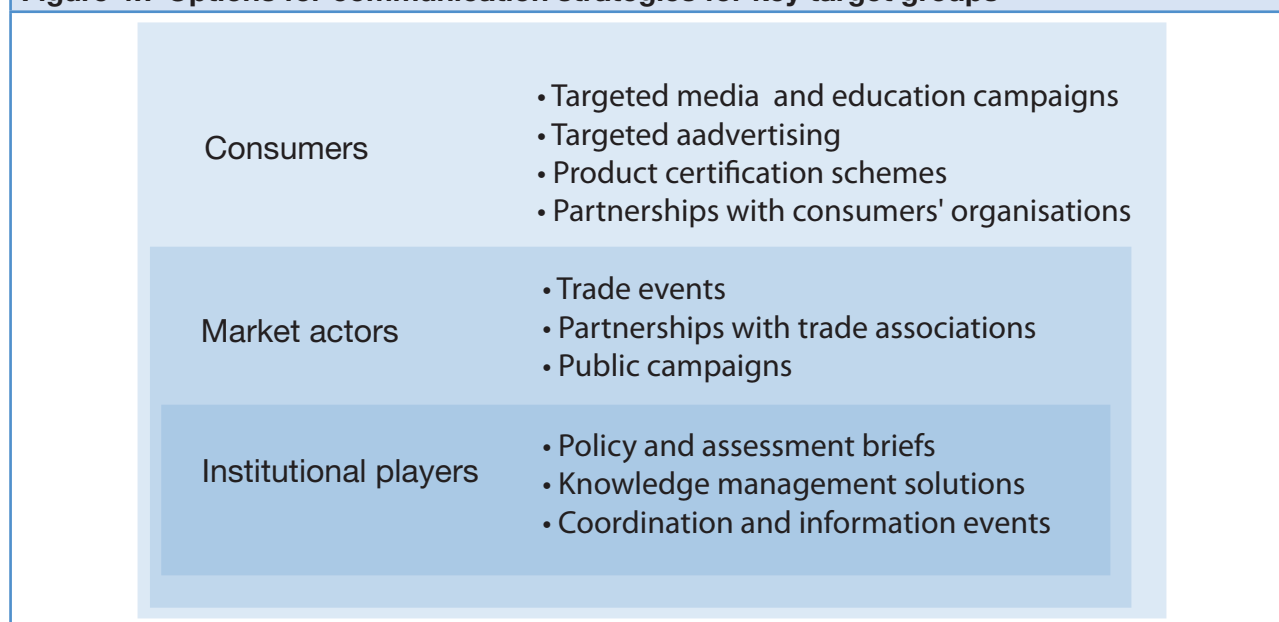 Consumers
• Targeted media and education campaigns
• Targeted aadvertising
• Product certification schemes
• Partnerships with consumers' organisations
Market actors
• Trade events
• Partnerships with trade associations
• Public campaigns
Institutional players
• Policy and assessment briefs
• Knowledge management solutions
• Coordination and information events